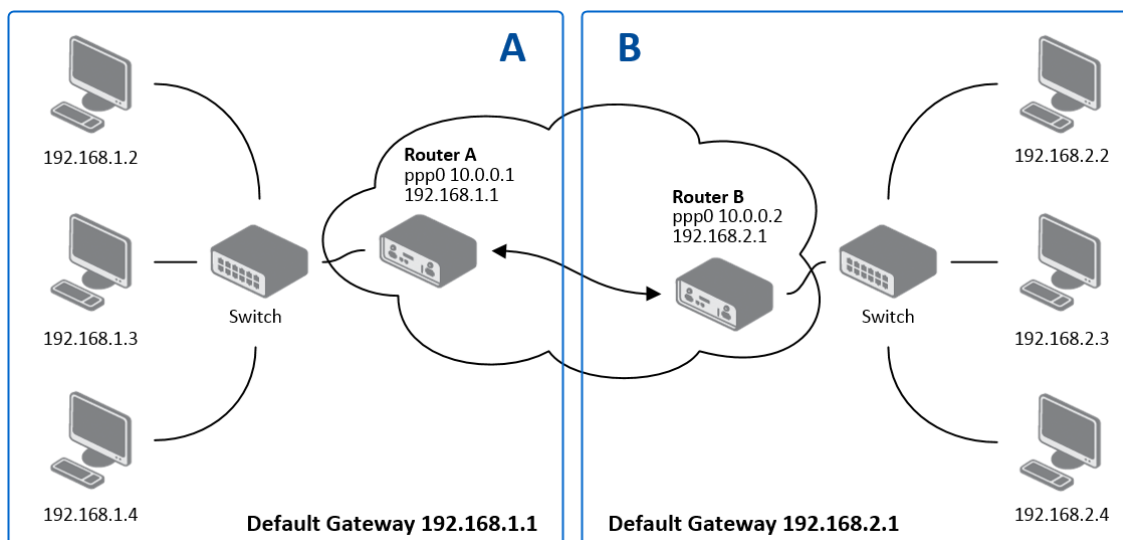 A
B
192.168.1.2
192.168.1.3
192.168.1.4
Switch
Router A
ppp0 10.0.0.1
192.168.1.1
Default Gateway 192.168.1.1
Router B
ppp0 10.0.0.2
192.168.2.1
Switch
192.168.2.2
192.168.2.3
192.168.2.4
Default Gateway 192.168.2.1